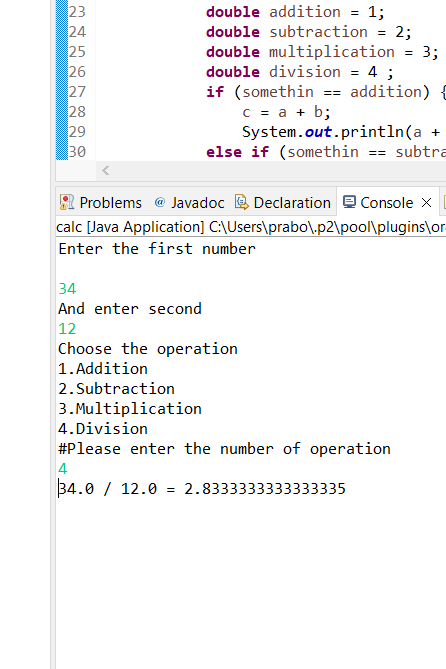 23 double addition = 1;
24 double subtraction = 2;
25 double multiplication = 3;
26 double division = 4 ;
27 if (somethin == addition) {
28 c = a + b;
29 System.out.println(a +
30 else if (somethin == subtra
Problems @ Javadoc Declaration Console
calc [Java Application] C:\Users\prabo\.p2\pool\plugins\or
Enter the first number
34
And enter second
12
Choose the operation
1.Addition
2.Subtraction
3.Multiplication
4.Division
#Please enter the number of operation
4
34.0 / 12.0 = 2.8333333333333335